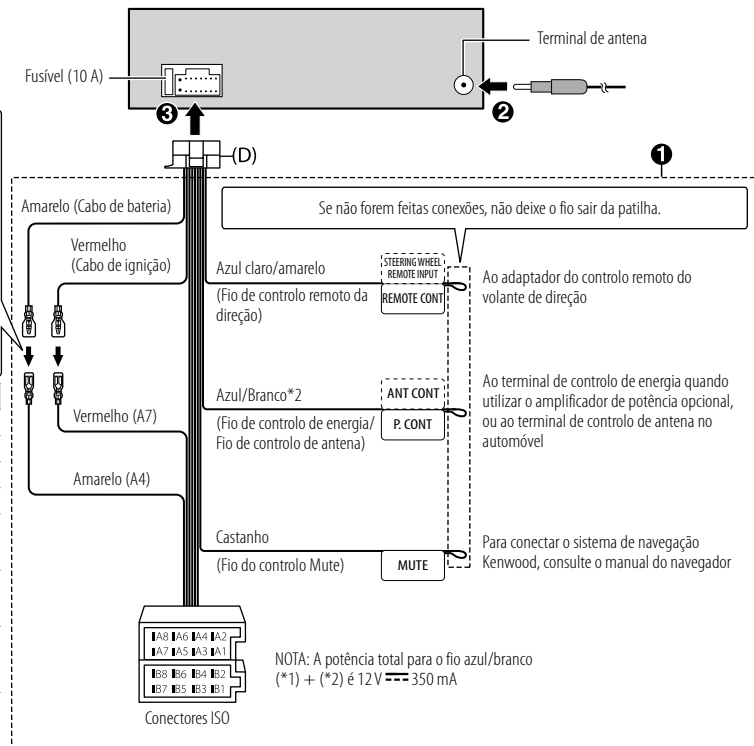 Terminal de antena
Fusível (10 A)
❸
❷
(D)
❶
Amarelo (Cabo de bateria)
Se não forem feitas conexões, não deixe o fio sair da patilha.
Vermelho
(Cabo de ignição)
Azul claro/amarelo
(Fio de controlo remoto da
direção)
STEERING WHEEL
REMOTE INPUT
REMOTE CONT
Ao adaptador do controlo remoto do
volante de direção
Azul/Branco*2
(Fio de controlo de energia/
Fio de controlo de antena)
ANT CONT
P. CONT
Ao terminal de controlo de energia quando
utilizar o amplificador de potência opcional,
ou ao terminal de controlo de antena no
automóvel
Vermelho (A7)
Amarelo (A4)
Castanho
(Fio do controlo Mute)
MUTE
Para conectar o sistema de navegação
Kenwood, consulte o manual do navegador
A8 A6 A4 A2
A7 A5 A3 A1
B8 B6 B4 B2
B7 B5 B3 B1
Conectores ISO
NOTA: A potência total para o fio azul/branco
(*1) + (*2) é 12 V ⎓ 350 mA